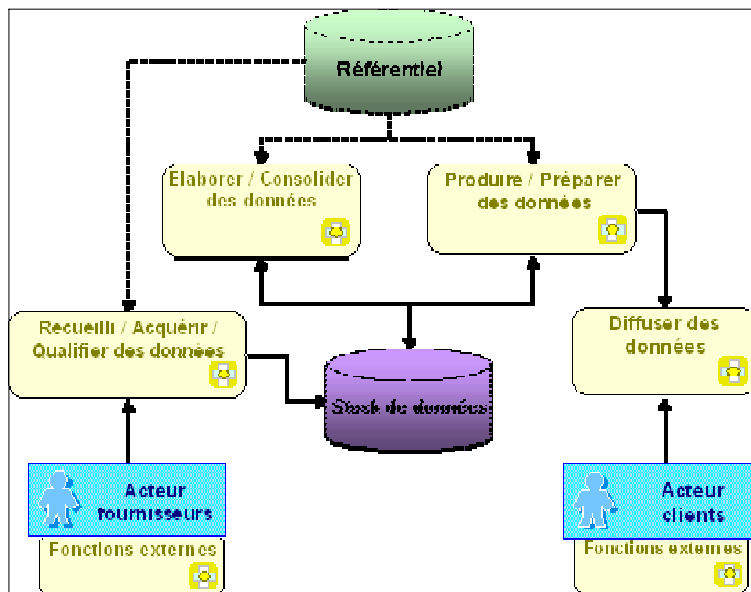 Référentiel
Elaborer / Consolider
des données
Produire / Préparer
des données
Recueilli / Acquérir /
Qualifier des données
Diffuser des
données
Stock de données
Acteur
fournisseurs
Acteur
clients
Fonctions externes
Fonctions externes